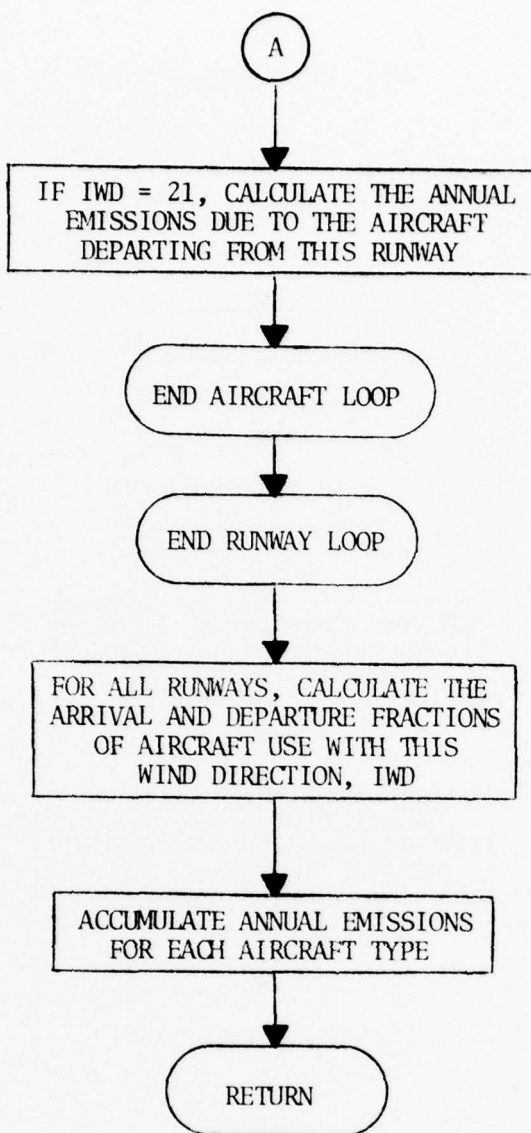 A
IF IWD = 21, CALCULATE THE ANNUAL
EMISSIONS DUE TO THE AIRCRAFT
DEPARTING FROM THIS RUNWAY
END AIRCRAFT LOOP
END RUNWAY LOOP
FOR ALL RUNWAYS, CALCULATE THE
ARRIVAL AND DEPARTURE FRACTIONS
OF AIRCRAFT USE WITH THIS
WIND DIRECTION, IWD
ACCUMULATE ANNUAL EMISSIONS
FOR EACH AIRCRAFT TYPE
RETURN